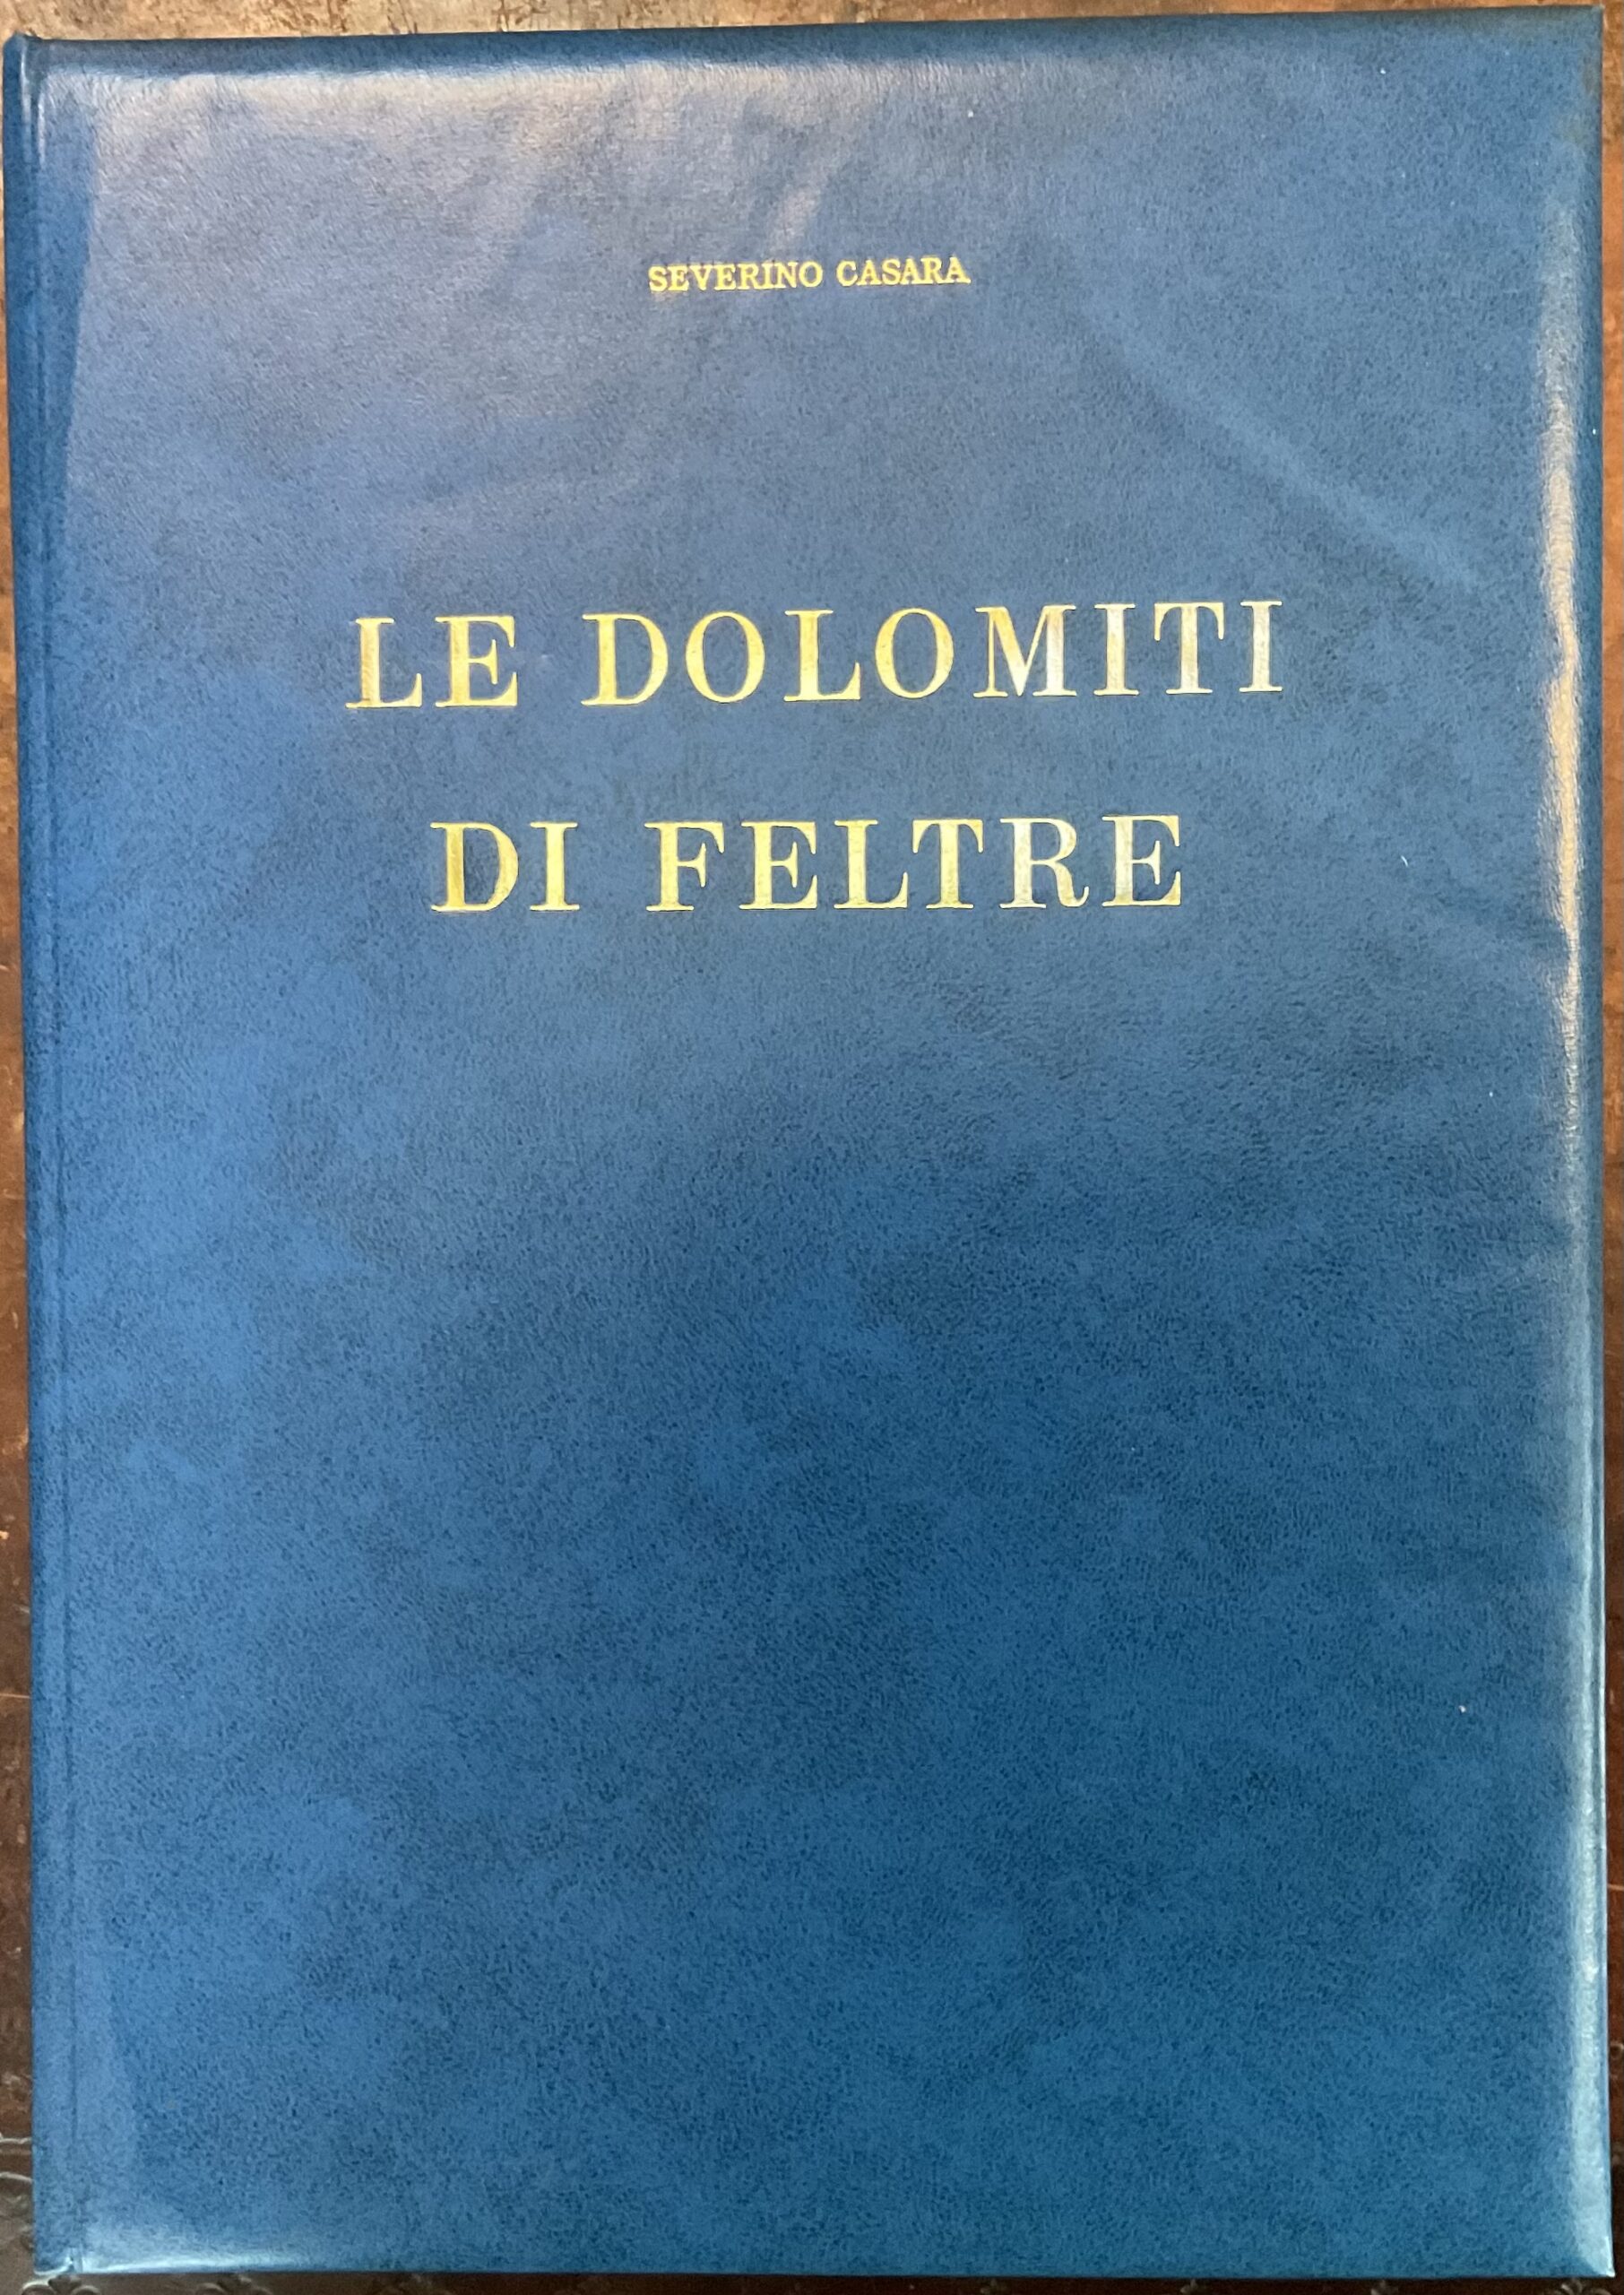 SEVERINO CASARA
LE DOLOMITI
DI FELTRE